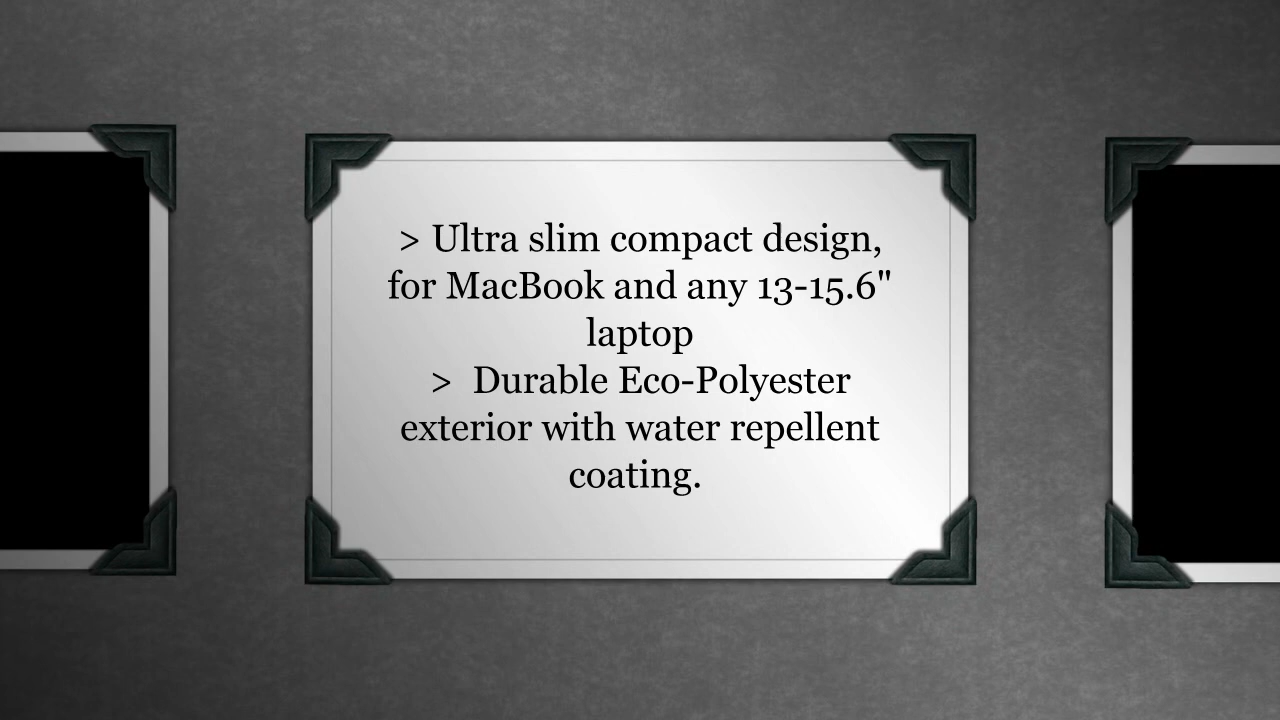 > Ultra slim compact design,
for MacBook and any 13-15.6"
laptop
>  Durable Eco-Polyester
exterior with water repellent
coating.